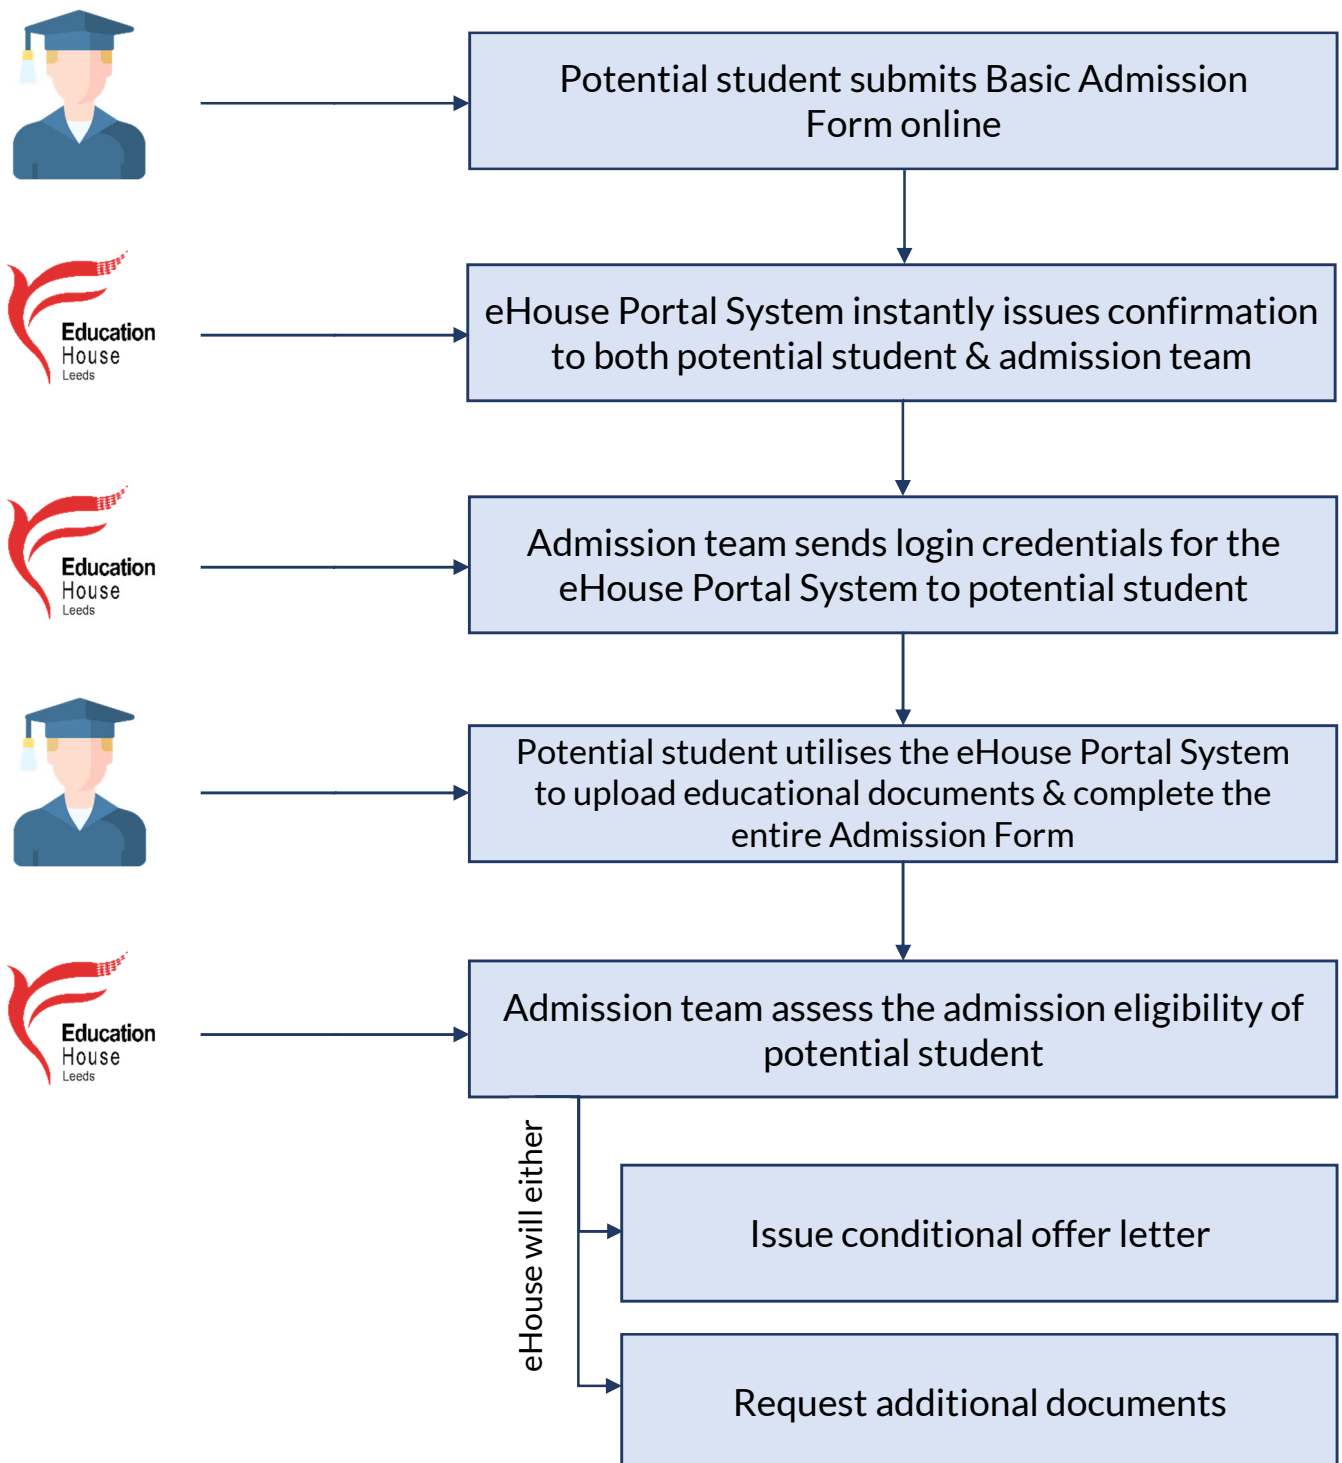 Potential student submits Basic Admission
Form online
Education
House
Leeds
eHouse Portal System instantly issues confirmation
to both potential student & admission team
Education
House
Leeds
Admission team sends login credentials for the
eHouse Portal System to potential student
Potential student utilises the eHouse Portal System
to upload educational documents & complete the
entire Admission Form
Education
House
Leeds
Admission team assess the admission eligibility of
potential student
eHouse will either
Issue conditional offer letter
Request additional documents